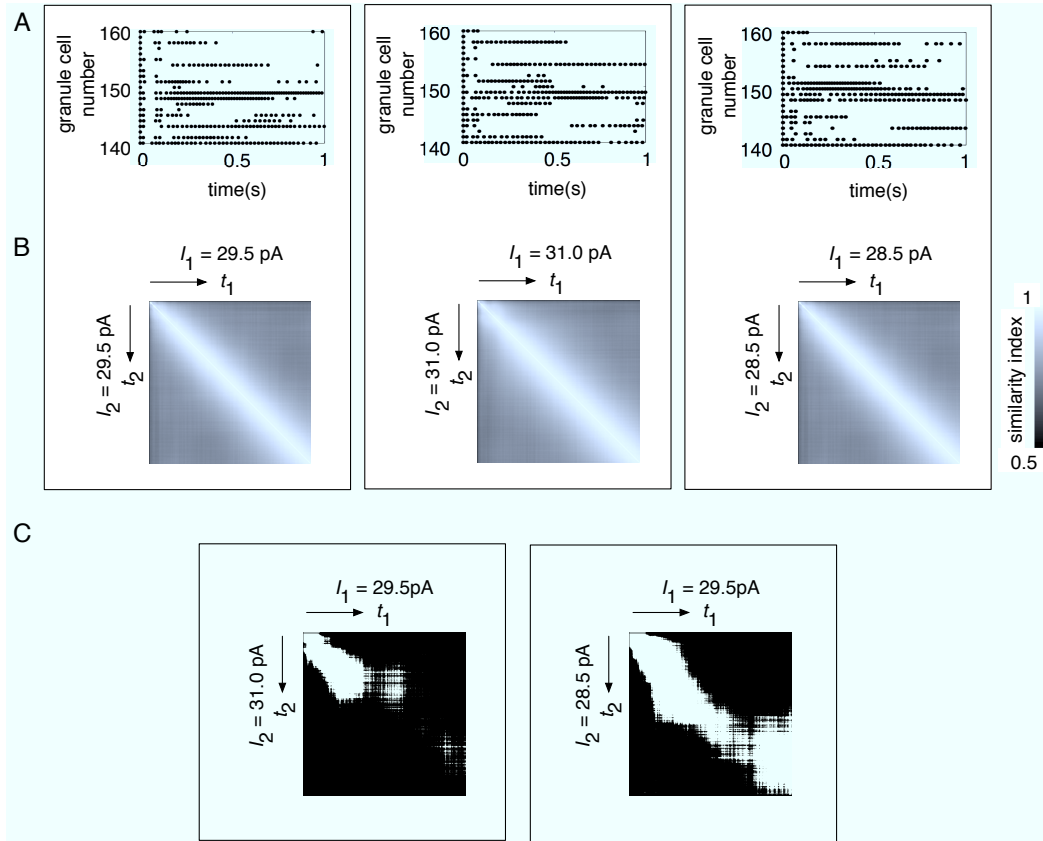 A
granule cell
number
160
150
140
0
0.5
1
time(s)
granule cell
number
160
150
140
0
0.5
1
time(s)
granule cell
number
160
150
140
0
0.5
1
time(s)
B
I1 = 29.5 pA
t1
I2 = 29.5 pA
t2
I1 = 31.0 pA
t1
I2 = 31.0 pA
t2
I1 = 28.5 pA
t1
I2 = 28.5 pA
t2
1
similarity index
0.5
C
I1 = 29.5pA
t1
I2 = 31.0 pA
t2
I1 = 29.5pA
t1
I2 = 28.5 pA
t2